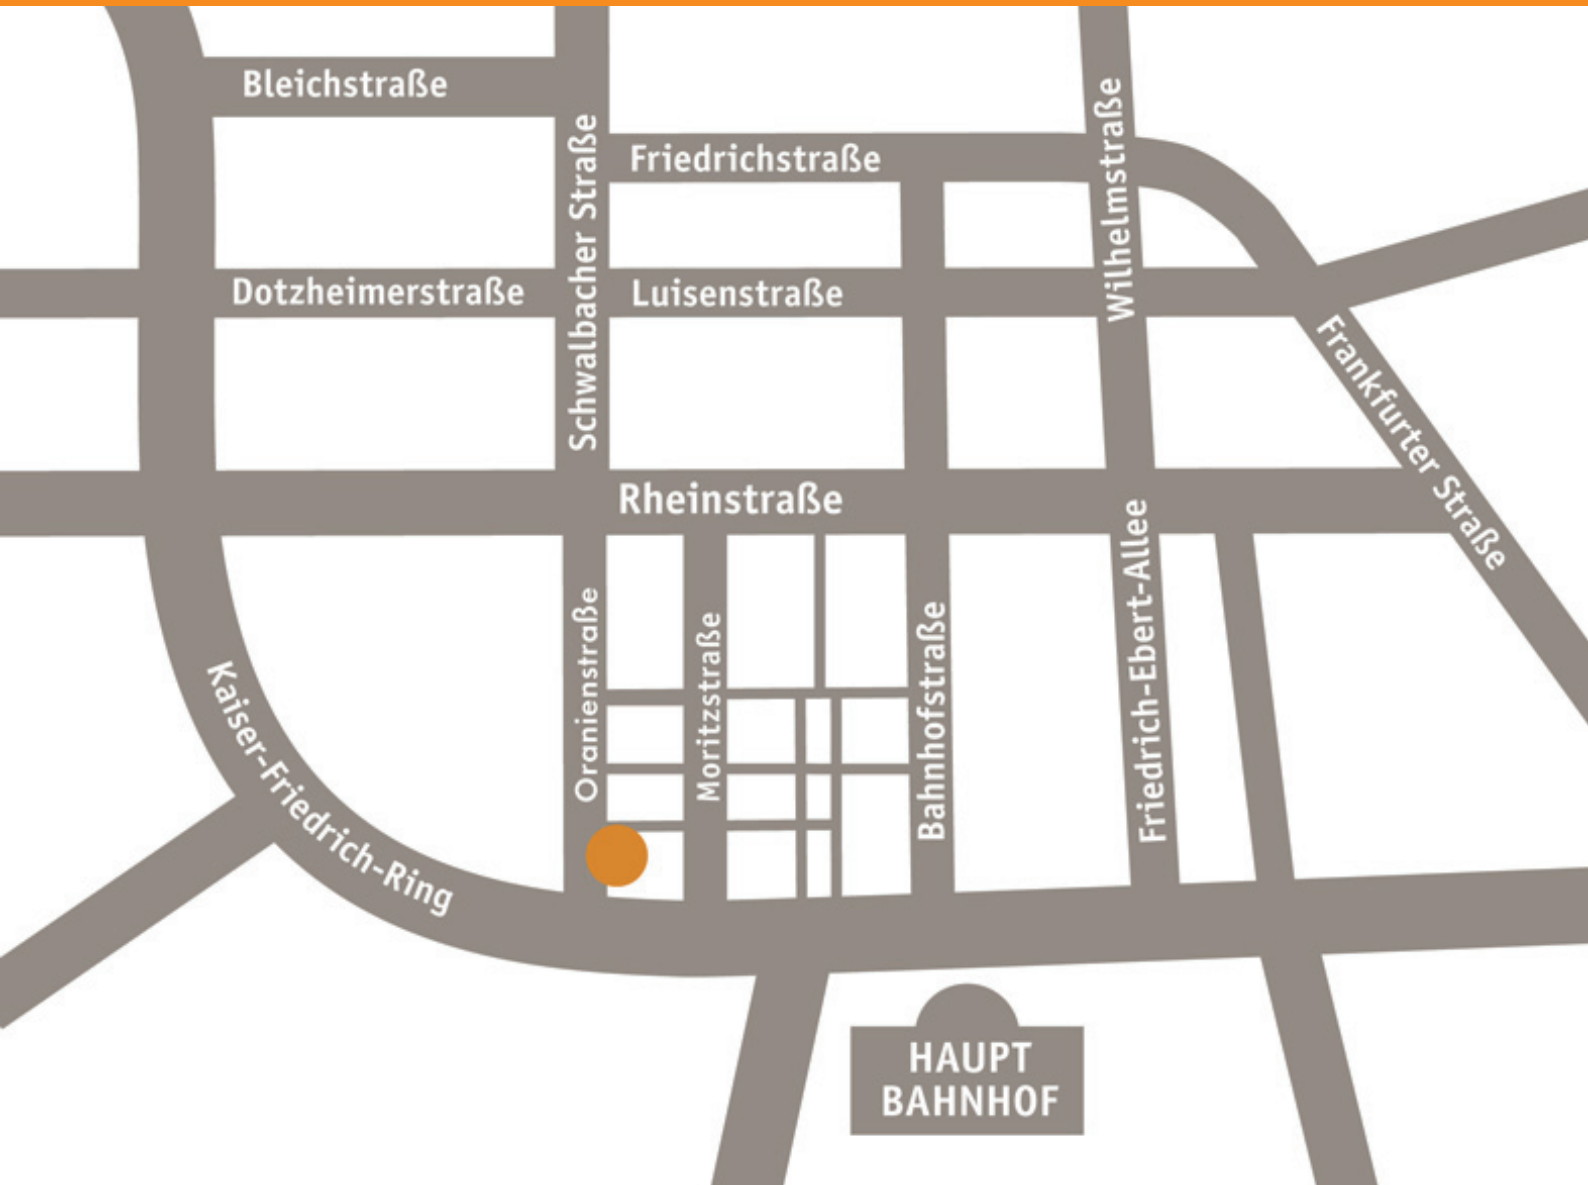 Bleichstraße
Friedrichstraße
Schwalbacher Straße
Wilhelmstraße
Dotzheimerstraße
Luisenstraße
Frankfurter Straße
Rheinstraße
Oranienstraße
Moritzstraße
Bahnhofstraße
Friedrich-Ebert-Allee
Kaiser-Friedrich-Ring
HAUPT
BAHNHOF